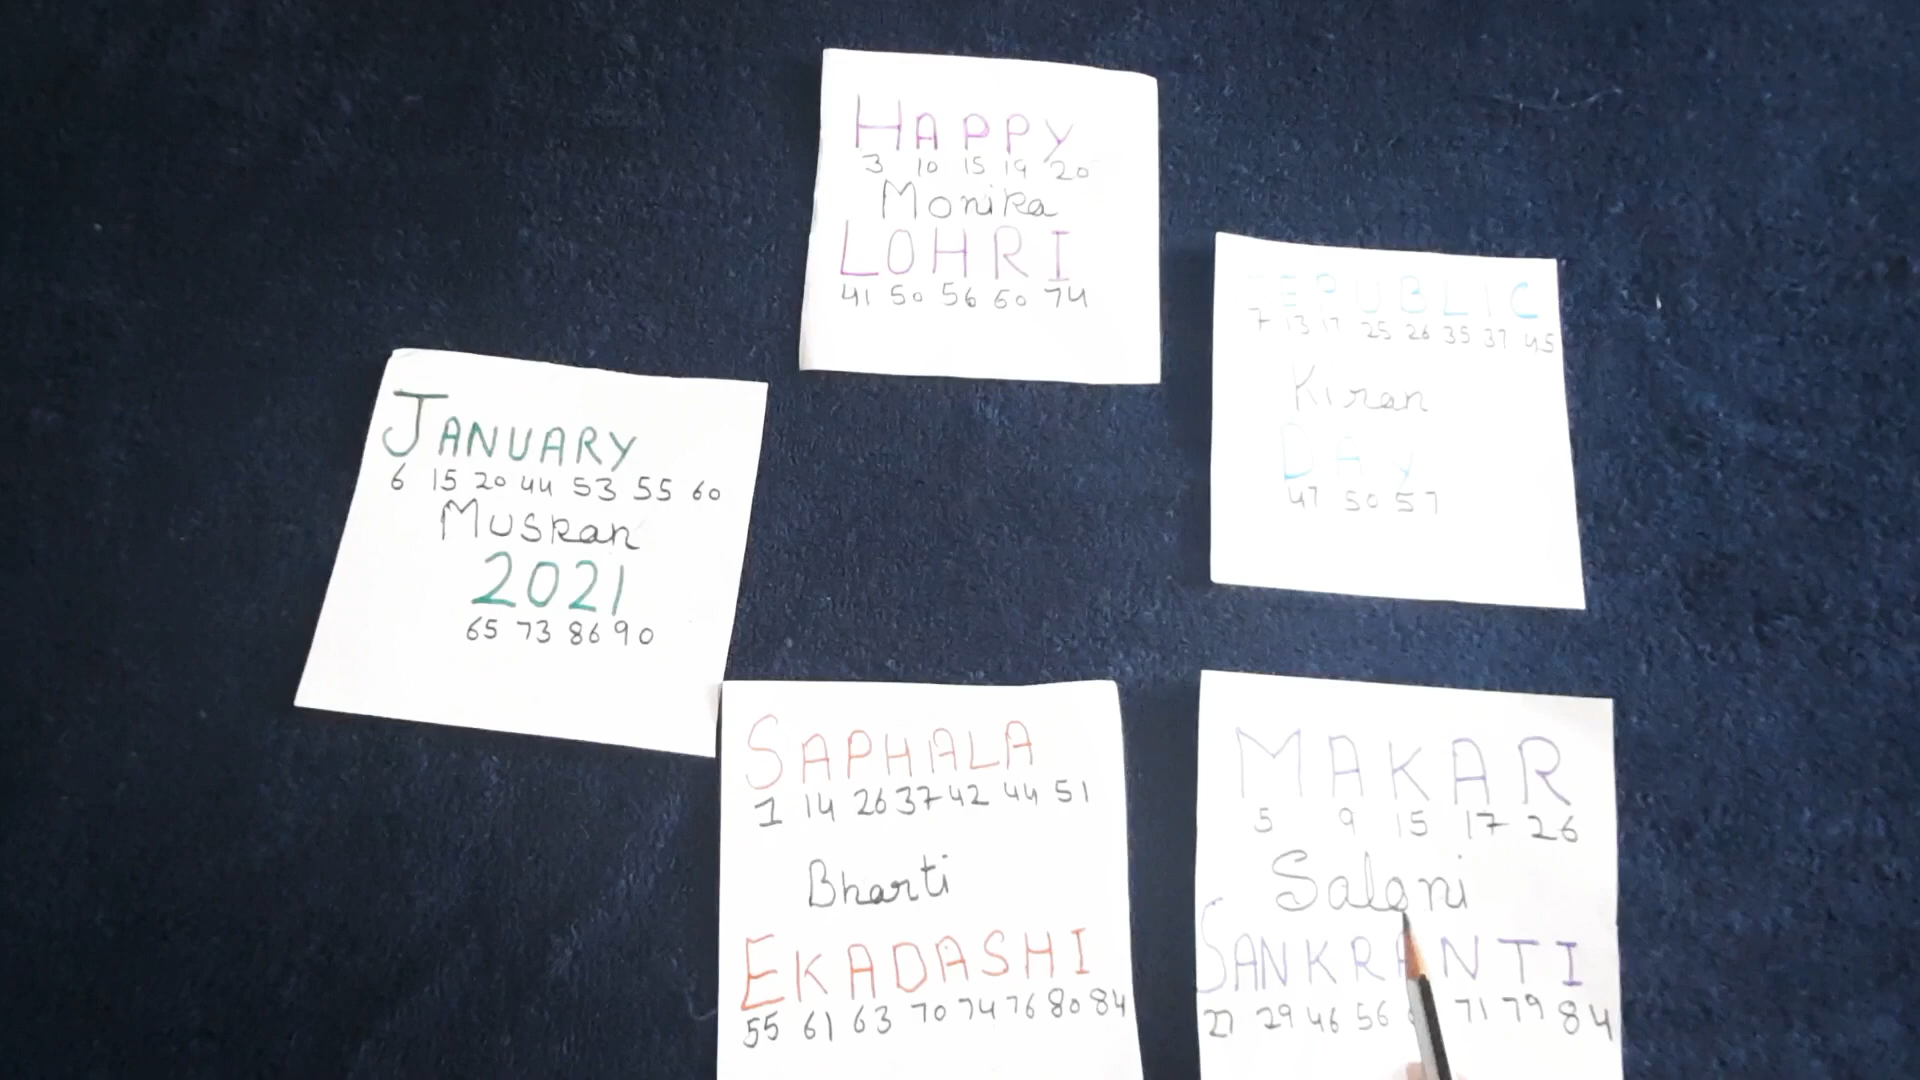 HAPPY
3 10 15 19 20
Monika
LOHRI
41 50 56 60 74
REPUBLIC
7 13 17 25 26 35 37 45
Kiran
DAY
47 50 57
JANUARY
6 15 20 44 53 55 60
Muskan
2021
65 73 86 90
SAPHALA
1 14 26 37 42 44 51
Bharti
EKADASHI
55 61 63 70 74 76 80 84
MAKAR
5 9 15 17 26
Saloni
SANKRANTI
27 29 46 56 71 79 84